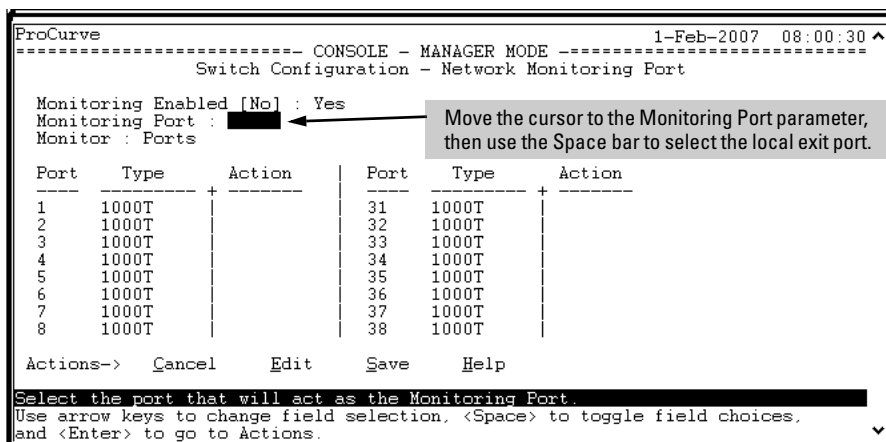 ProCurve 1-Feb-2007 08:00:30
==========================- CONSOLE - MANAGER MODE -============================
Switch Configuration - Network Monitoring Port
Monitoring Enabled [No] : Yes
Monitoring Port :
Monitor : Ports
Move the cursor to the Monitoring Port parameter,
then use the Space bar to select the local exit port.
Port Type Action | Port Type Action
---- --------- + ------- | ---- --------- + -------
1 1000T | | 31 1000T |
2 1000T | | 32 1000T |
3 1000T | | 33 1000T |
4 1000T | | 34 1000T |
5 1000T | | 35 1000T |
6 1000T | | 36 1000T |
7 1000T | | 37 1000T |
8 1000T | | 38 1000T |
Actions-> Cancel Edit Save Help
Select the port that will act as the Monitoring Port.
Use arrow keys to change field selection, <Space> to toggle field choices,
and <Enter> to go to Actions.